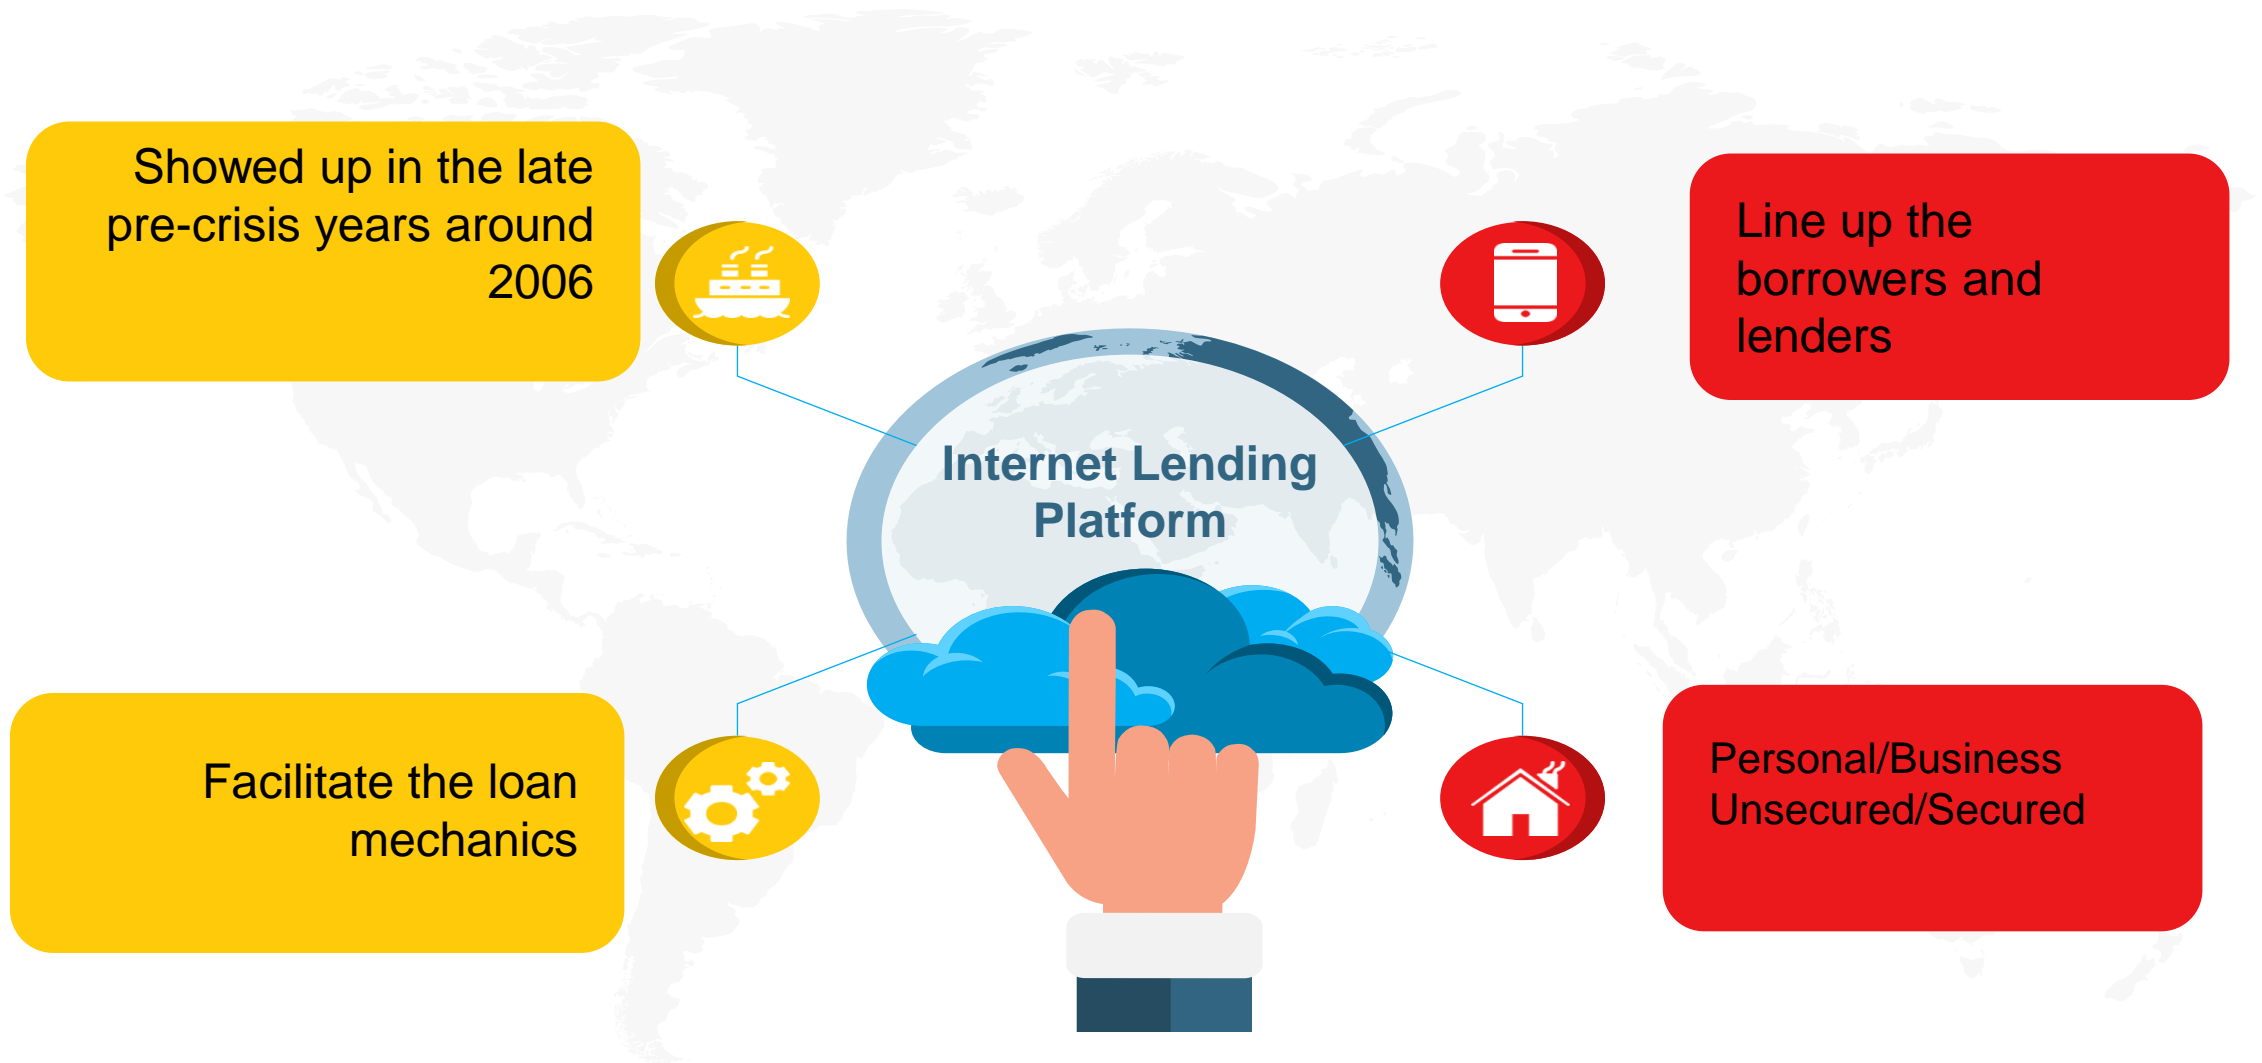 Showed up in the late
pre-crisis years around
2006
Line up the
borrowers and
lenders
Internet Lending
Platform
Facilitate the loan
mechanics
Personal/Business
Unsecured/Secured